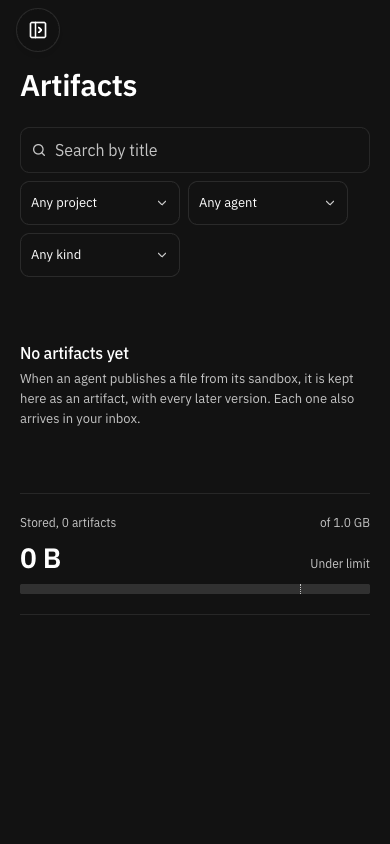 Artifacts
Search by title
Any project
Any agent
Any kind
No artifacts yet
When an agent publishes a file from its sandbox, it is kept
here as an artifact, with every later version. Each one also
arrives in your inbox.
Stored, 0 artifacts
of 1.0 GB
0 B
Under limit